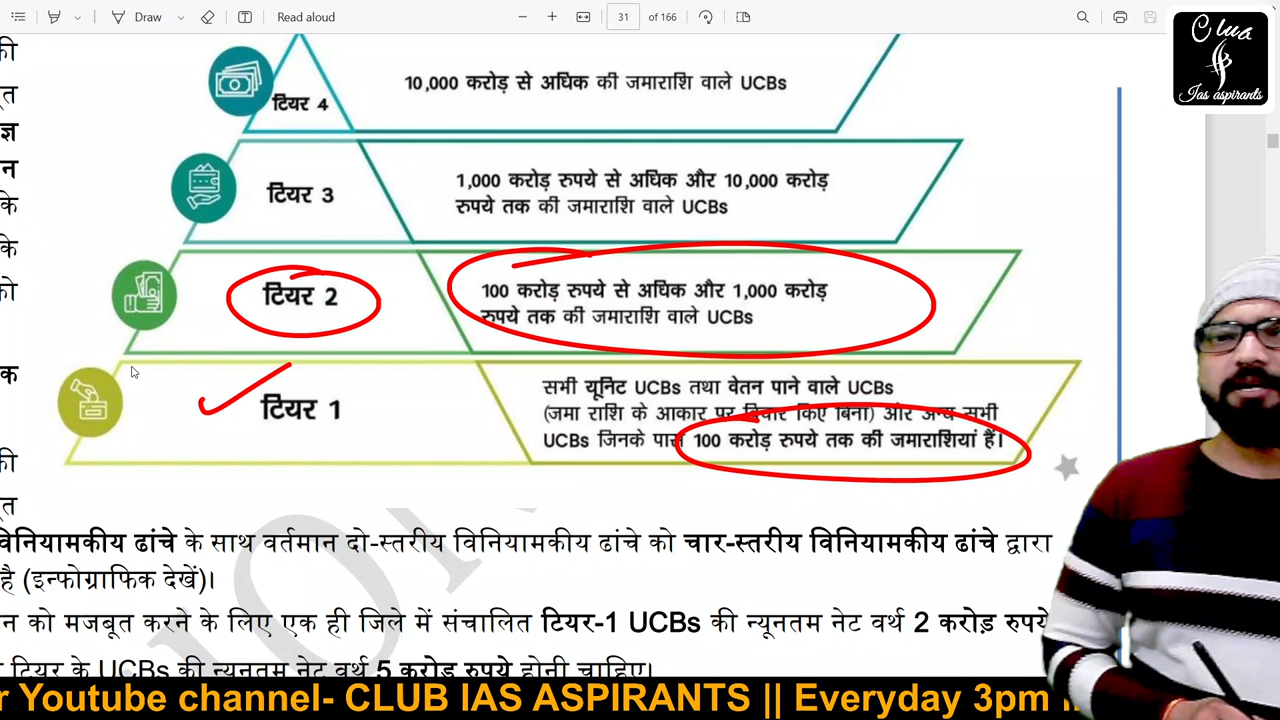 Draw
Read aloud
31
of 166
Clua
Ias aspirants
की
10,000 करोड़ से अधिक की जमाराशि वाले UCBs
टियर 4
1,000 करोड़ रुपये से अधिक और 10,000 करोड़
रुपये तक की जमाराशि वाले UCBs
टियर 3
न
के
के
को
टियर 2
100 करोड़ रुपये से अधिक और 1,000 करोड़
रुपये तक की जमाराशि वाले UCBs
क
टियर 1
सभी यूनिट UCBs तथा वेतन पाने वाले UCBs
(जमा राशि के आकार पर विचार किए बिना) और अन्य सभी
UCBs जिनके पास 100 करोड़ रुपये तक की जमाराशियां हैं।
की
विनियामकीय ढांचे के साथ वर्तमान दो-स्तरीय विनियामकीय ढांचे को चार-स्तरीय विनियामकीय ढांचे द्वारा
है (इन्फोग्राफिक देखें)।
न को मजबूत करने के लिए एक ही जिले में संचालित टियर-1 UCBs की न्यूनतम नेट वर्थ 2 करोड़ रुपये
टियर के UCBs की न्यूनतम नेट वर्थ 5 करोड़ रुपये होनी चाहिए।
r Youtube channel- CLUB IAS ASPIRANTS || Everyday 3pm